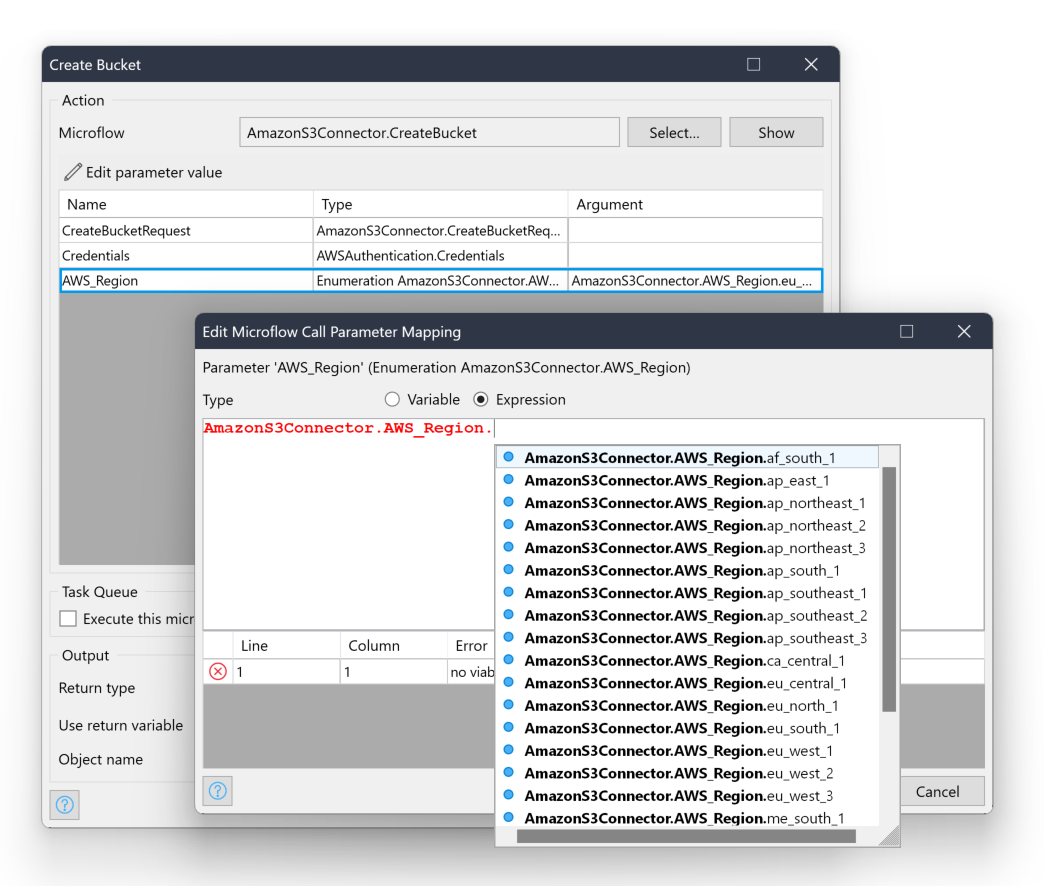 Create Bucket
Action
Microflow AmazonS3Connector.CreateBucket Select... Show
Edit parameter value
Name Type Argument
CreateBucketRequest AmazonS3Connector.CreateBucketReq...
Credentials AWSAuthentication.Credentials
AWS_Region Enumeration AmazonS3Connector.AW... AmazonS3Connector.AWS_Region.eu_...
Edit Microflow Call Parameter Mapping
Parameter 'AWS_Region' (Enumeration AmazonS3Connector.AWS_Region)
Type Variable Expression
AmazonS3Connector.AWS_Region.
AmazonS3Connector.AWS_Region.af_south_1
AmazonS3Connector.AWS_Region.ap_east_1
AmazonS3Connector.AWS_Region.ap_northeast_1
AmazonS3Connector.AWS_Region.ap_northeast_2
AmazonS3Connector.AWS_Region.ap_northeast_3
AmazonS3Connector.AWS_Region.ap_south_1
AmazonS3Connector.AWS_Region.ap_southeast_1
AmazonS3Connector.AWS_Region.ap_southeast_2
AmazonS3Connector.AWS_Region.ap_southeast_3
AmazonS3Connector.AWS_Region.ca_central_1
AmazonS3Connector.AWS_Region.eu_central_1
AmazonS3Connector.AWS_Region.eu_north_1
AmazonS3Connector.AWS_Region.eu_south_1
AmazonS3Connector.AWS_Region.eu_west_1
AmazonS3Connector.AWS_Region.eu_west_2
AmazonS3Connector.AWS_Region.eu_west_3
AmazonS3Connector.AWS_Region.me_south_1
Line Column Error
1 1 no viab
Cancel
Task Queue
Execute this micr
Output
Return type
Use return variable
Object name